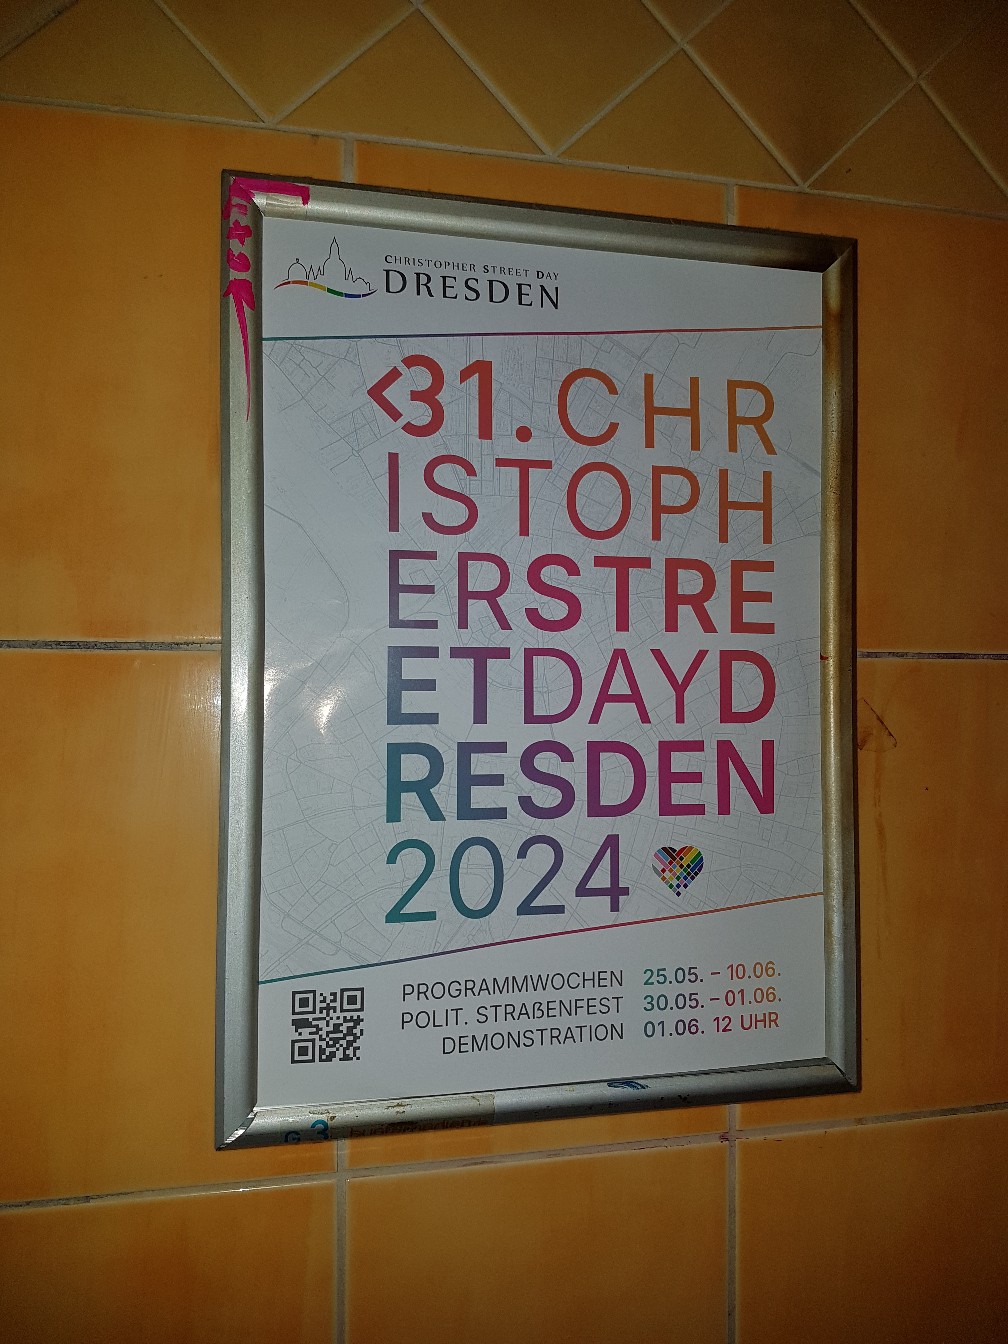 CHRISTOPHER STREET DAY
DRESDEN
<31. CHR
ISTOPH
ERSTRE
ETDAYD
RESDEN
2024
PROGRAMMWOCHEN 25.05. – 10.06.
POLIT. STRAßENFEST 30.05. – 01.06.
DEMONSTRATION 01.06. 12 UHR